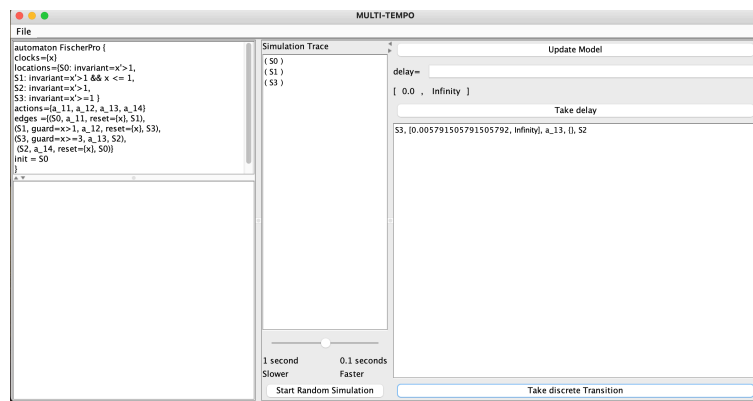 MULTI-TEMPO
File
automaton FischerPro {
clocks={x}
locations={S0: invariant=x'>1,
S1: invariant=x'>1 && x <= 1,
S2: invariant=x'>1,
S3: invariant=x'>=1 }
actions={a_11, a_12, a_13, a_14}
edges ={(S0, a_11, reset={x}, S1),
(S1, guard=x>1, a_12, reset={x}, S3),
(S3, guard=x>=3, a_13, S2),
(S2, a_14, reset={x}, S0)}
init = S0
}
Simulation Trace
( S0 )
( S1 )
( S3 )
1 second 0.1 seconds
Slower Faster
Start Random Simulation
Update Model
delay=
[ 0.0 , Infinity ]
Take delay
S3, [0.005791505791505792, Infinity], a_13, {}, S2
Take discrete Transition